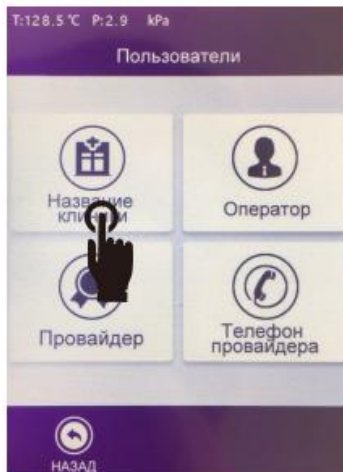 T:128.5℃ P:2.9 kPa
Пользователи
Название
клиники
Оператор
Провайдер
Телефон
провайдера
НАЗАД